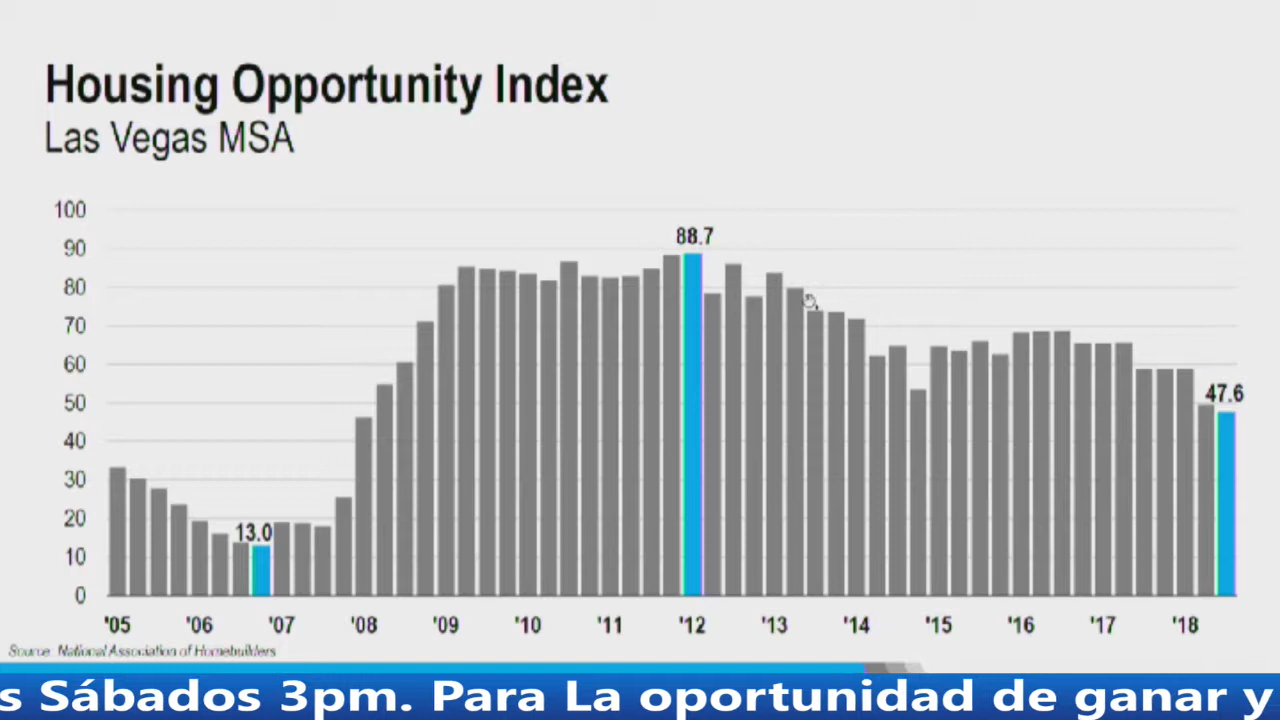 Housing Opportunity Index
Las Vegas MSA
100
90
80
70
60
50
40
30
20
10
0
13.0
88.7
47.6
'05 '06 '07 '08 '09 '10 '11 '12 '13 '14 '15 '16 '17 '18
Source: National Association of Homebuilders
s Sábados 3pm. Para La oportunidad de ganar y